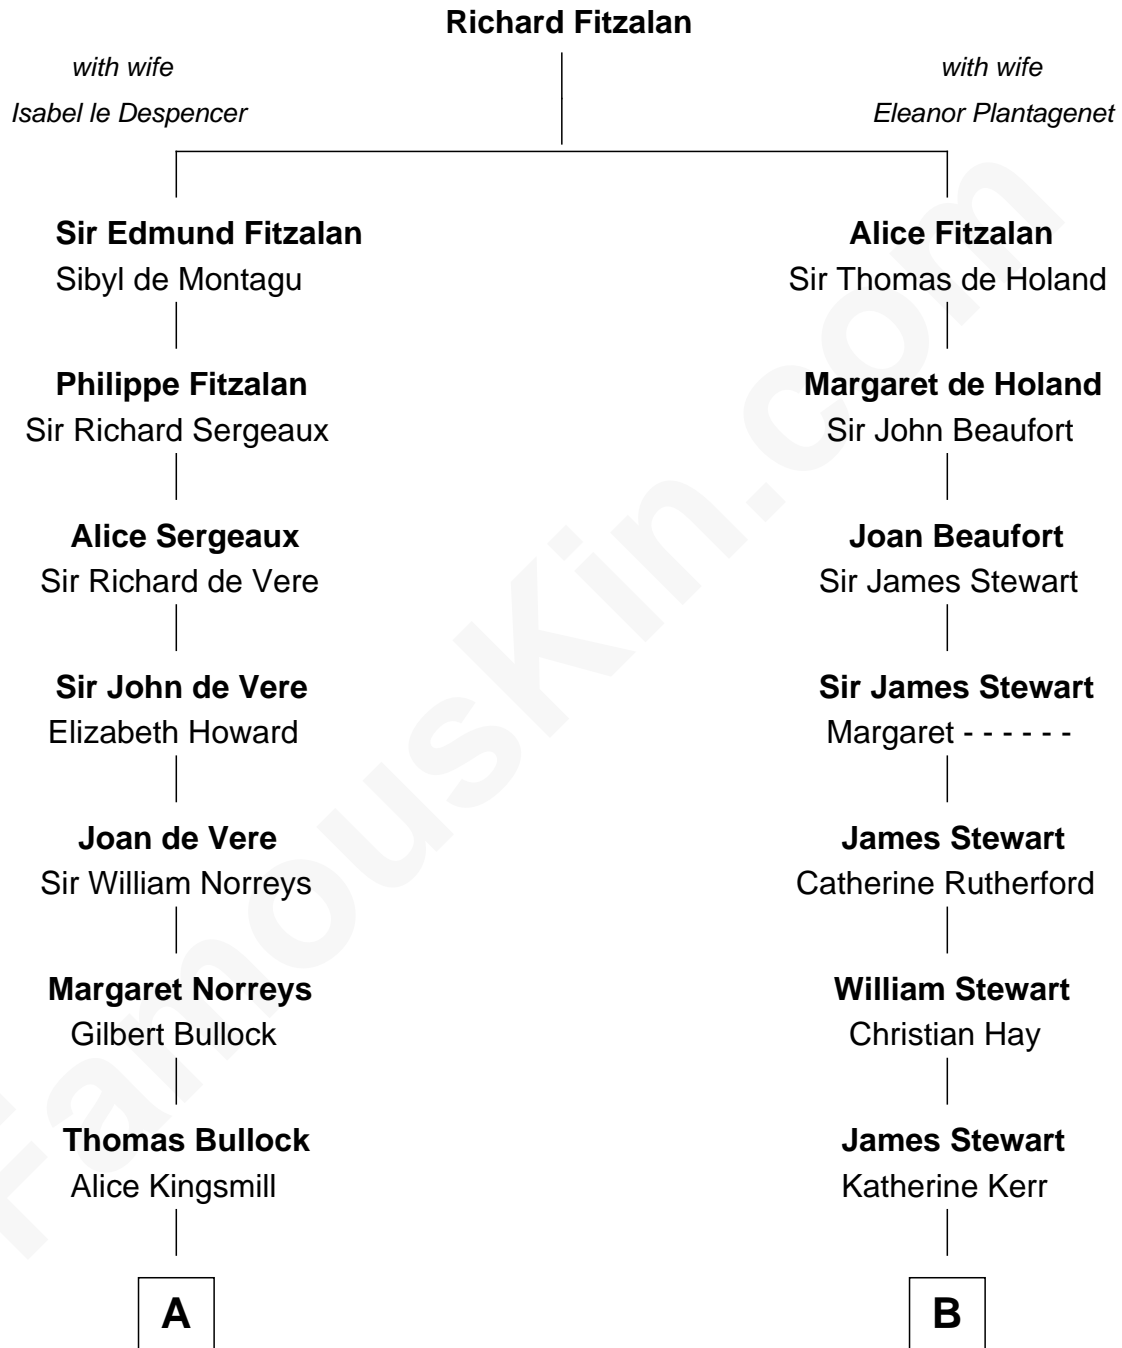 Richard Fitzalan
with wife
Isabel le Despencer
with wife
Eleanor Plantagenet
Sir Edmund Fitzalan
Sibyl de Montagu
Alice Fitzalan
Sir Thomas de Holand
Philippe Fitzalan
Sir Richard Sergeaux
Margaret de Holand
Sir John Beaufort
Alice Sergeaux
Sir Richard de Vere
Joan Beaufort
Sir James Stewart
Sir John de Vere
Elizabeth Howard
Sir James Stewart
Margaret - - - - - -
Joan de Vere
Sir William Norreys
James Stewart
Catherine Rutherford
Margaret Norreys
Gilbert Bullock
William Stewart
Christian Hay
Thomas Bullock
Alice Kingsmill
James Stewart
Katherine Kerr
A
B
FamousKin.com